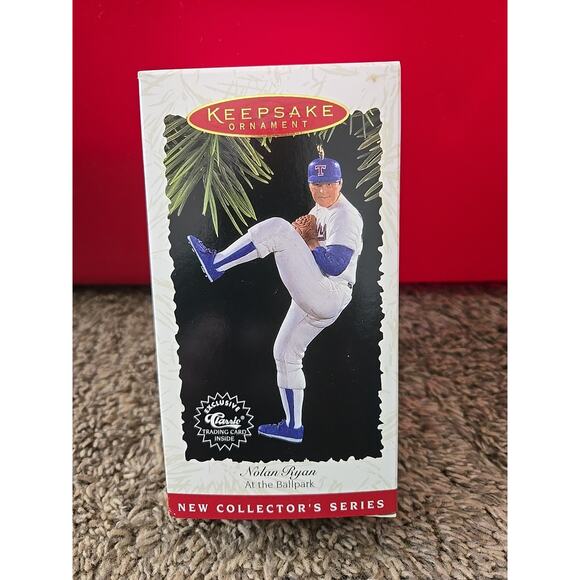 KEEPSAKE
ORNAMENT
T
EXCLUSIVE
Classic®
TRADING CARD
INSIDE
Nolan Ryan
At the Ballpark
NEW COLLECTOR'S SERIES